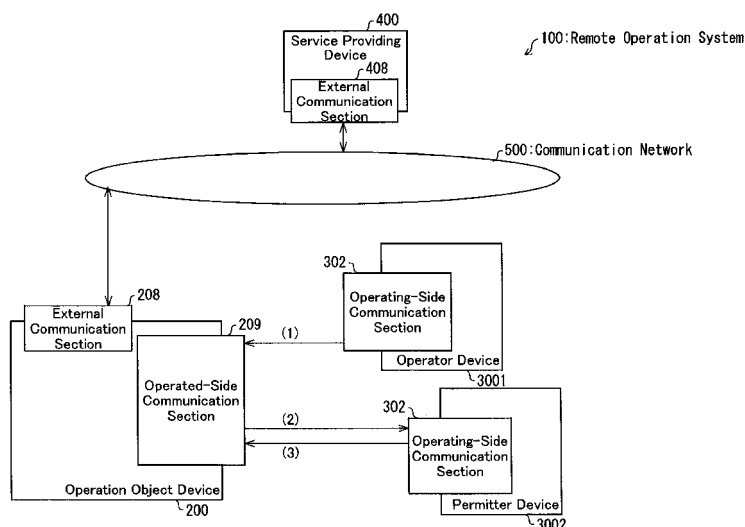 400
Service Providing
Device
408
External
Communication
Section
100:Remote Operation System
500:Communication Network
208
External
Communication
Section
209
Operated-Side
Communication
Section
(1)
(2)
(3)
302
Operating-Side
Communication
Section
Operator Device
3001
302
Operating-Side
Communication
Section
Permitter Device
3002
Operation Object Device
200